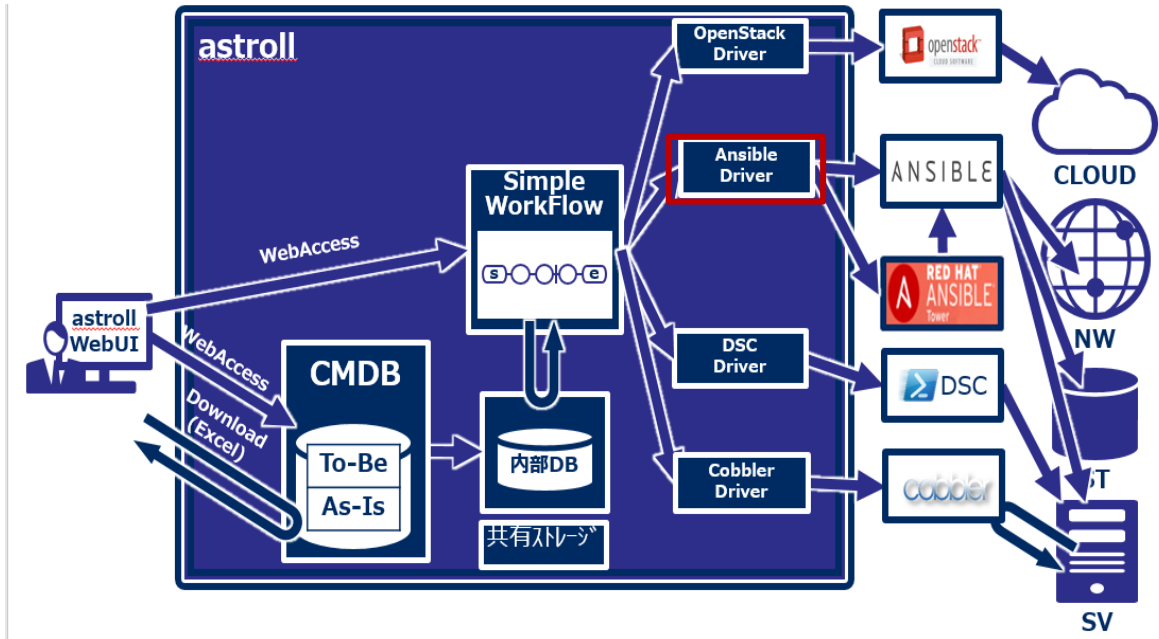 astroll
OpenStack
Driver
openstack™
CLOUD SOFTWARE
CLOUD
Ansible
Driver
ANSIBLE
Simple
WorkFlow
s
e
WebAccess
RED HAT
ANSIBLE
Tower
NW
astroll
WebUI
WebAccess
Download
(Excel)
CMDB
To-Be
As-Is
内部DB
共有ｽﾄﾚｰｼﾞ
DSC
Driver
DSC
Cobbler
Driver
cobbler
ST
SV